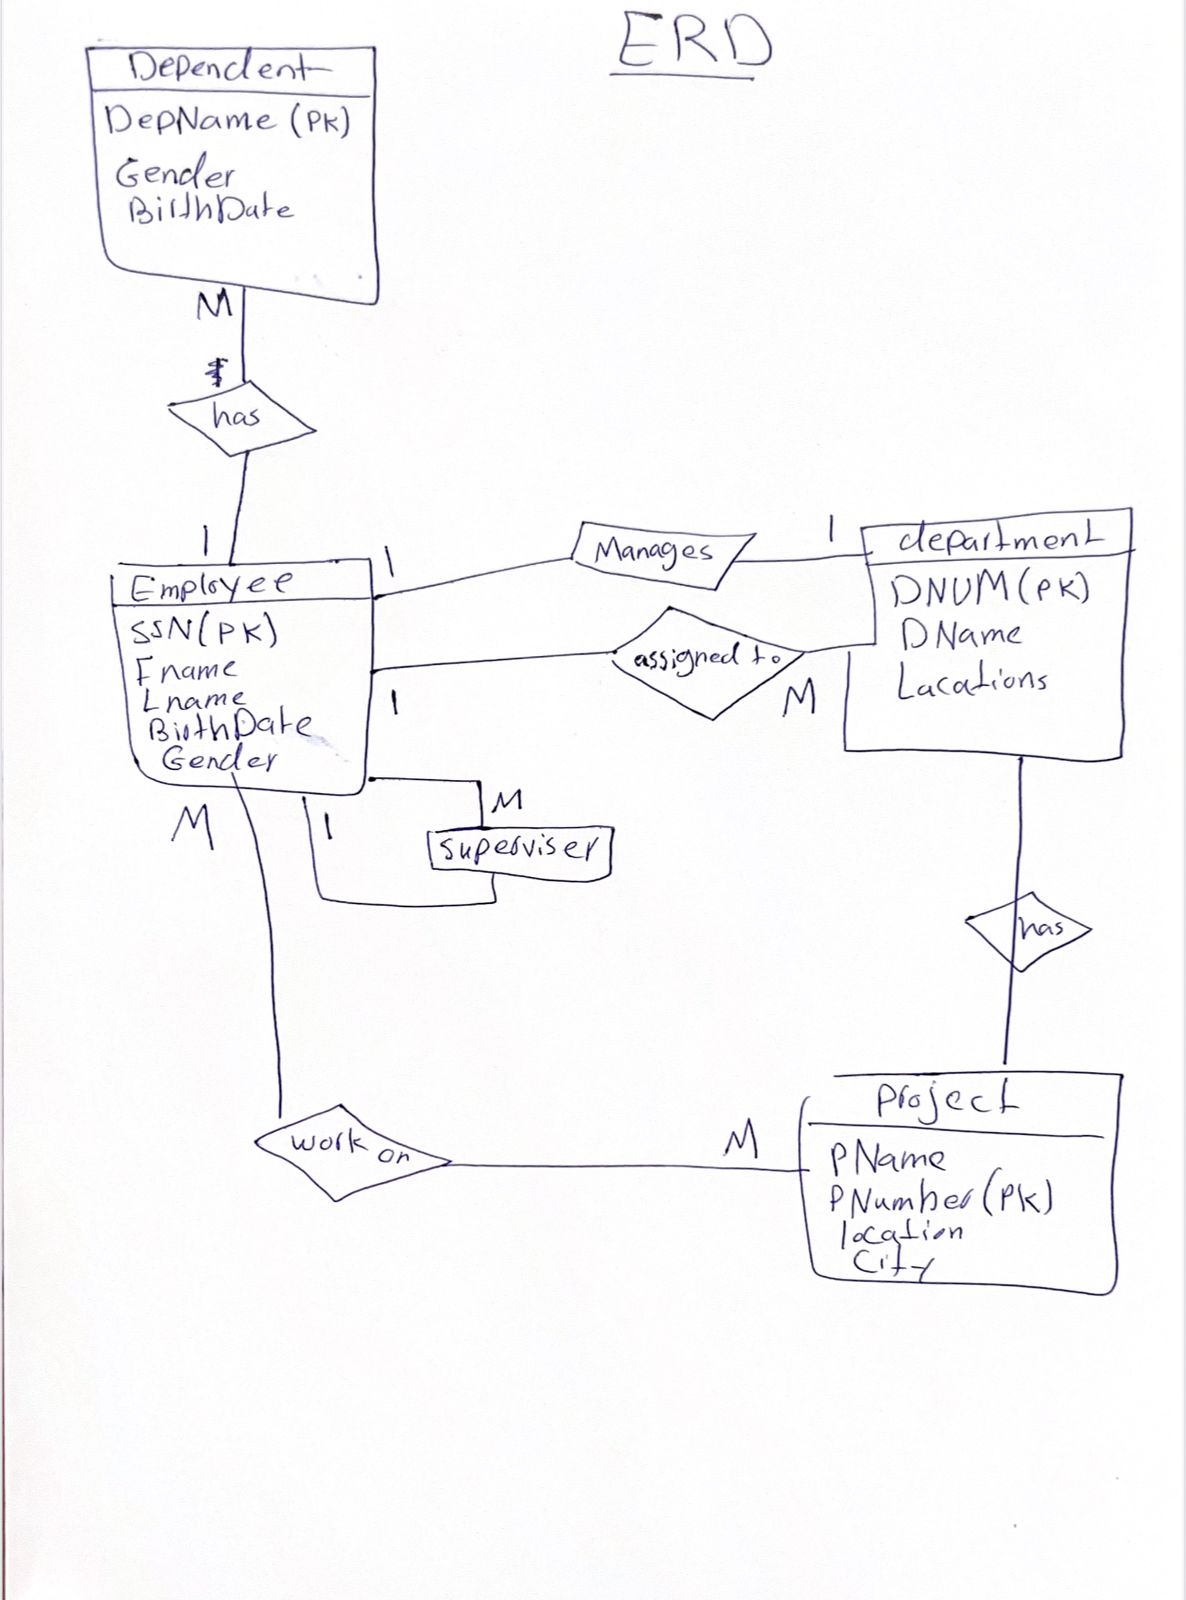 ERD
Dependent
DepName (PK)
Gender
BirthDate
M
has
1
Employee
SSN(PK)
Fname
Lname
BirthDate
Gender
1
Manages
1
department
DNUM(PK)
DName
Lacations
1
assigned to
M
M
1
M
superviser
has
work on
M
Project
PName
PNumber(PK)
location
City